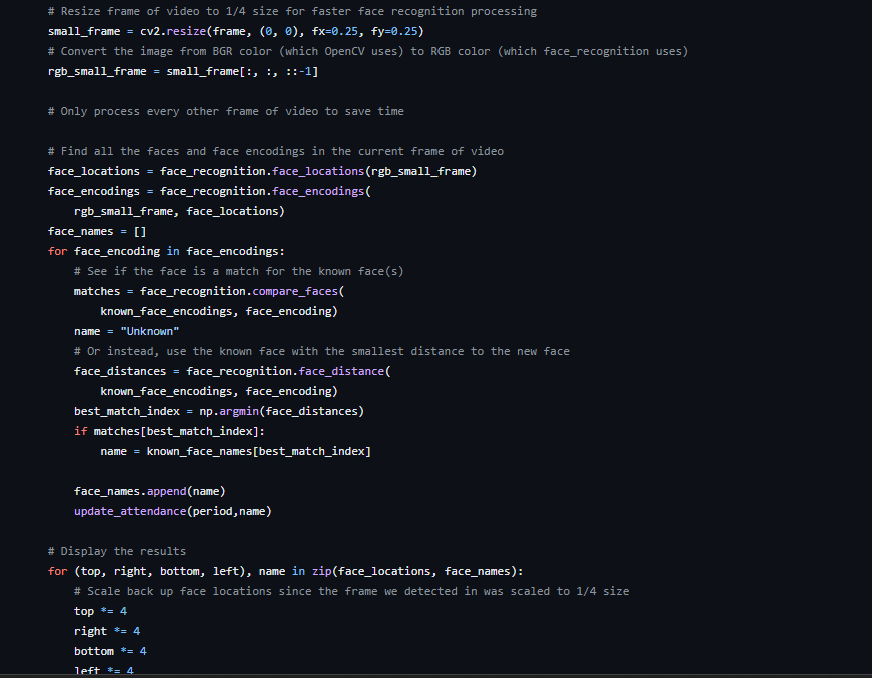 # Resize frame of video to 1/4 size for faster face recognition processing
small_frame = cv2.resize(frame, (0, 0), fx=0.25, fy=0.25)
# Convert the image from BGR color (which OpenCV uses) to RGB color (which face_recognition uses)
rgb_small_frame = small_frame[:, :, ::-1]
# Only process every other frame of video to save time
# Find all the faces and face encodings in the current frame of video
face_locations = face_recognition.face_locations(rgb_small_frame)
face_encodings = face_recognition.face_encodings(
rgb_small_frame, face_locations)
face_names = []
for face_encoding in face_encodings:
# See if the face is a match for the known face(s)
matches = face_recognition.compare_faces(
known_face_encodings, face_encoding)
name = "Unknown"
# Or instead, use the known face with the smallest distance to the new face
face_distances = face_recognition.face_distance(
known_face_encodings, face_encoding)
best_match_index = np.argmin(face_distances)
if matches[best_match_index]:
name = known_face_names[best_match_index]
face_names.append(name)
update_attendance(period,name)
# Display the results
for (top, right, bottom, left), name in zip(face_locations, face_names):
# Scale back up face locations since the frame we detected in was scaled to 1/4 size
top *= 4
right *= 4
bottom *= 4
left *= 4